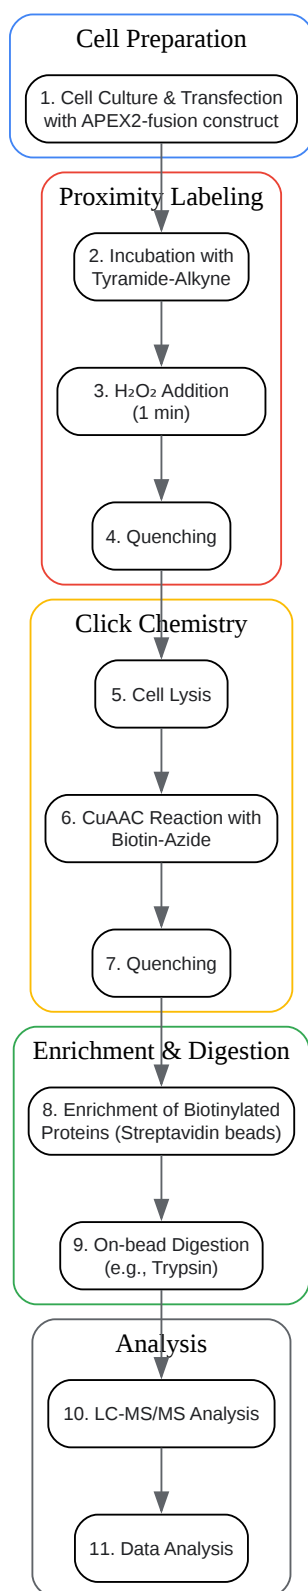 Cell Preparation
1. Cell Culture & Transfection
with APEX2-fusion construct
Proximity Labeling
2. Incubation with
Tyramide-Alkyne
3. H₂O₂ Addition
(1 min)
4. Quenching
Click Chemistry
5. Cell Lysis
6. CuAAC Reaction with
Biotin-Azide
7. Quenching
Enrichment & Digestion
8. Enrichment of Biotinylated
Proteins (Streptavidin beads)
9. On-bead Digestion
(e.g., Trypsin)
Analysis
10. LC-MS/MS Analysis
11. Data Analysis